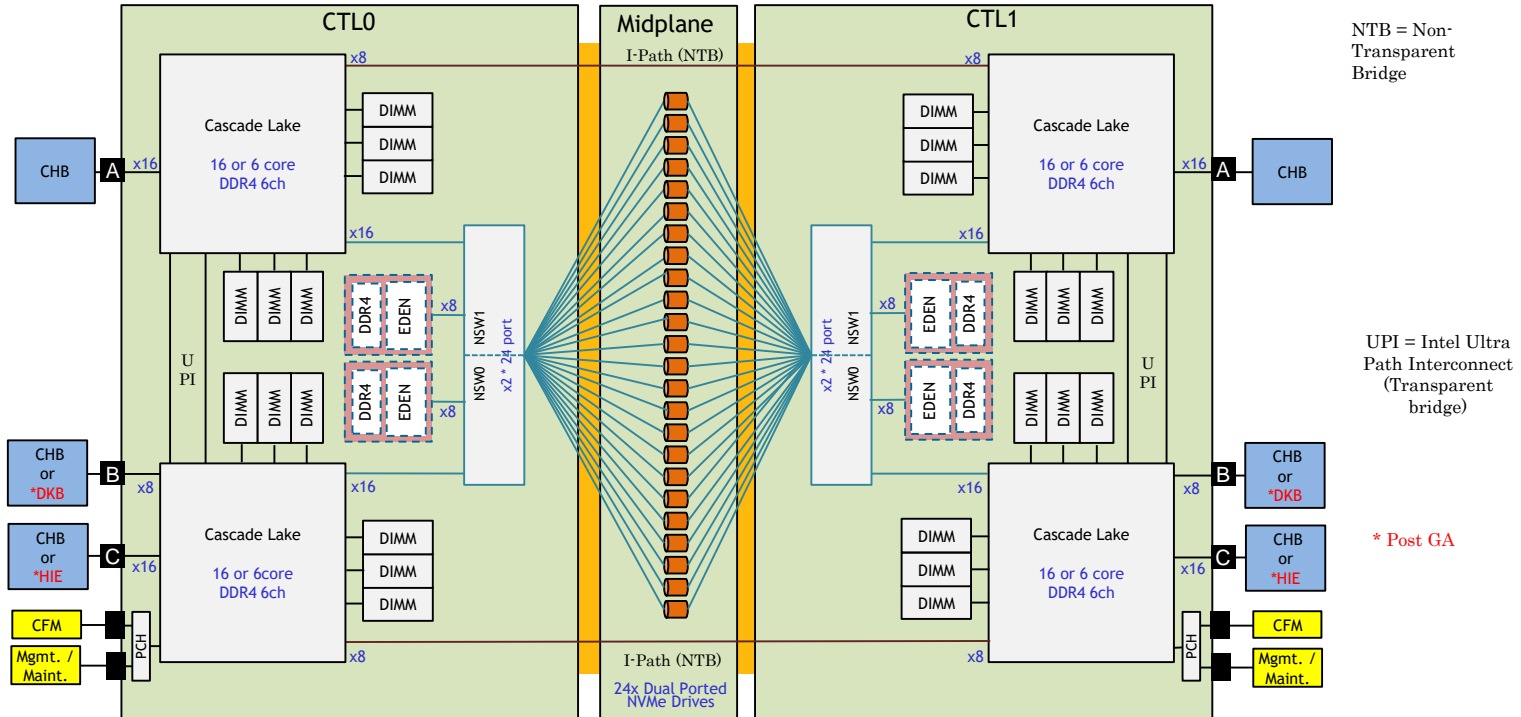 CTL0
Midplane
CTL1
NTB = Non-
Transparent
Bridge
I-Path (NTB)
x8
x8
Cascade Lake
16 or 6 core
DDR4 6ch
DIMM
DIMM
DIMM
DIMM
DIMM
DIMM
Cascade Lake
16 or 6 core
DDR4 6ch
CHB
A
x16
x16
A
CHB
x16
x16
DIMM
DIMM
DIMM
DDR4
EDEN
x8
NSW1
NSW0
x2 * 24 port
DDR4
EDEN
x8
x2 * 24 port
NSW1
NSW0
x8
EDEN
DDR4
x8
EDEN
DDR4
DIMM
DIMM
DIMM
U
PI
U
PI
DIMM
DIMM
DIMM
DIMM
DIMM
DIMM
UPI = Intel Ultra
Path Interconnect
(Transparent
bridge)
CHB
or
*DKB
B
x8
x16
x16
x8
B
CHB
or
*DKB
Cascade Lake
16 or 6core
DDR4 6ch
DIMM
DIMM
DIMM
DIMM
DIMM
DIMM
Cascade Lake
16 or 6 core
DDR4 6ch
CHB
or
*HIE
C
x16
x16
C
CHB
or
*HIE
* Post GA
CFM
Mgmt. /
Maint.
PCH
PCH
CFM
Mgmt. /
Maint.
x8
x8
I-Path (NTB)
24x Dual Ported
NVMe Drives